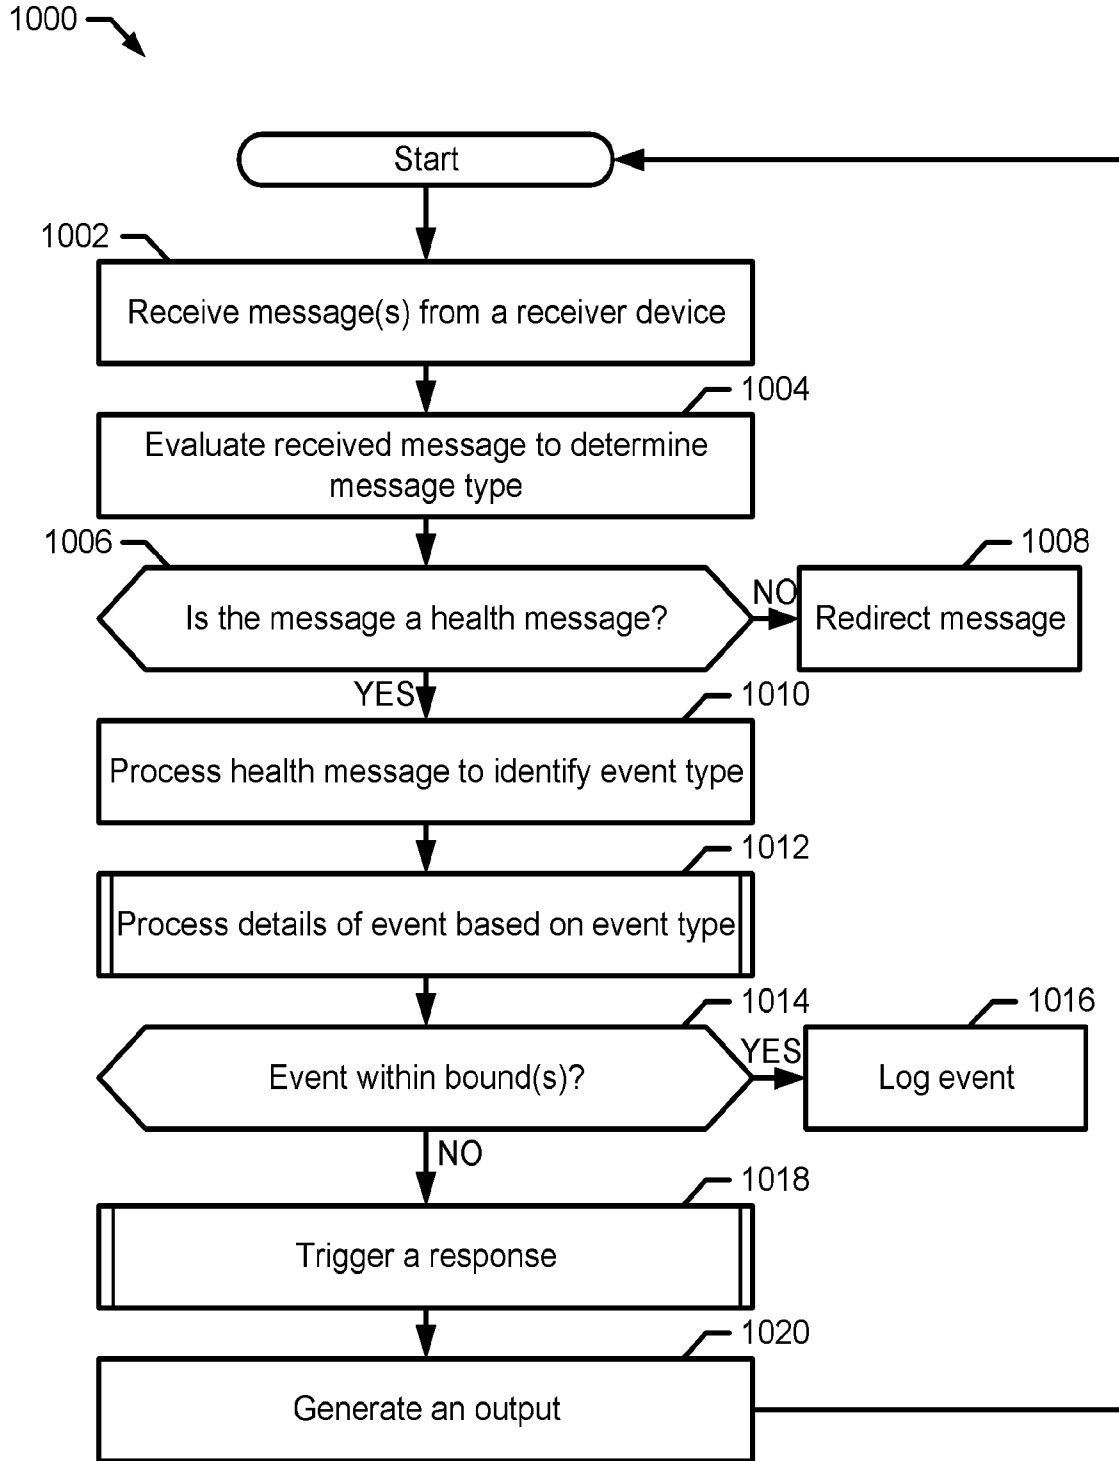 1000
Start
1002
Receive message(s) from a receiver device
1004
Evaluate received message to determine
message type
1006
Is the message a health message?
NO
1008
Redirect message
YES
1010
Process health message to identify event type
1012
Process details of event based on event type
1014
Event within bound(s)?
YES
1016
Log event
NO
1018
Trigger a response
1020
Generate an output